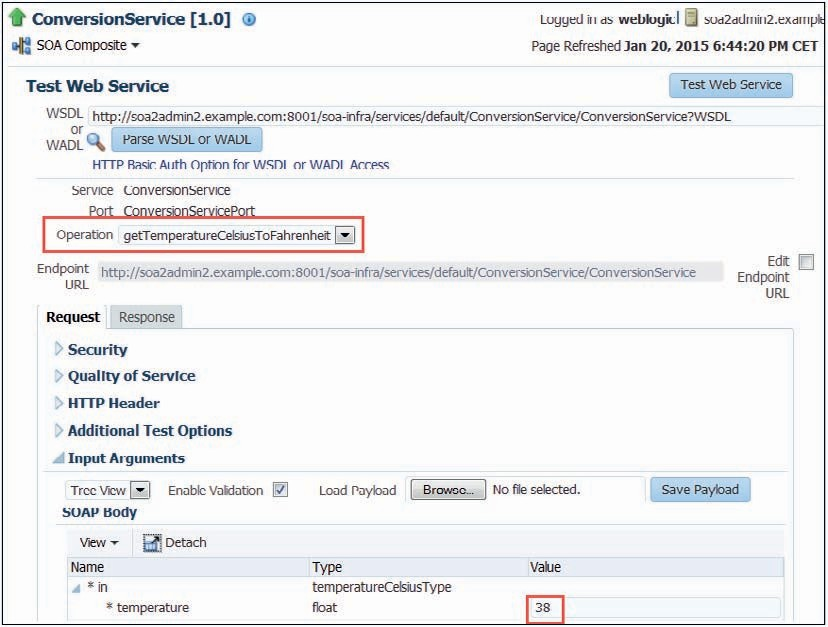 ConversionService [1.0]
Logged in as weblogic soa2admin2.example
SOA Composite
Page Refreshed Jan 20, 2015 6:44:20 PM CET
Test Web Service
Test Web Service
WSDL or WADL
http://soa2admin2.example.com:8001/soa-infra/services/default/ConversionService/ConversionService?WSDL
Parse WSDL or WADL
HTTP Basic Auth Option for WSDL or WADL Access
Service ConversionService
Port ConversionServicePort
Operation getTemperatureCelsiusToFahrenheit
Endpoint URL http://soa2admin2.example.com:8001/soa-infra/services/default/ConversionService/ConversionService
Edit Endpoint URL
Request Response
Security
Quality of Service
HTTP Header
Additional Test Options
Input Arguments
Tree View Enable Validation Load Payload Browse... No file selected. Save Payload
SOAP Body
View Detach
Name Type Value
* in temperatureCelsiusType
* temperature float 38